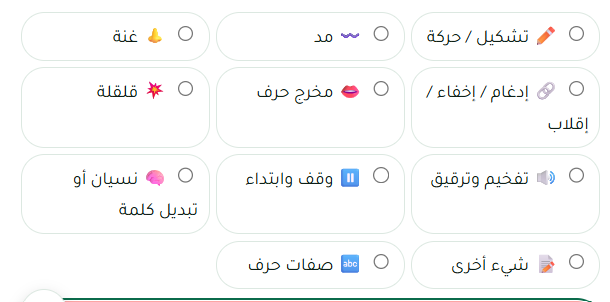 تشكيل / حركة
مد
غنة
إدغام / إخفاء /
إقلاب
مخرج حرف
قلقلة
تفخيم وترقيق
وقف وابتداء
نسيان أو
تبديل كلمة
شيء أخرى
abc صفات حرف